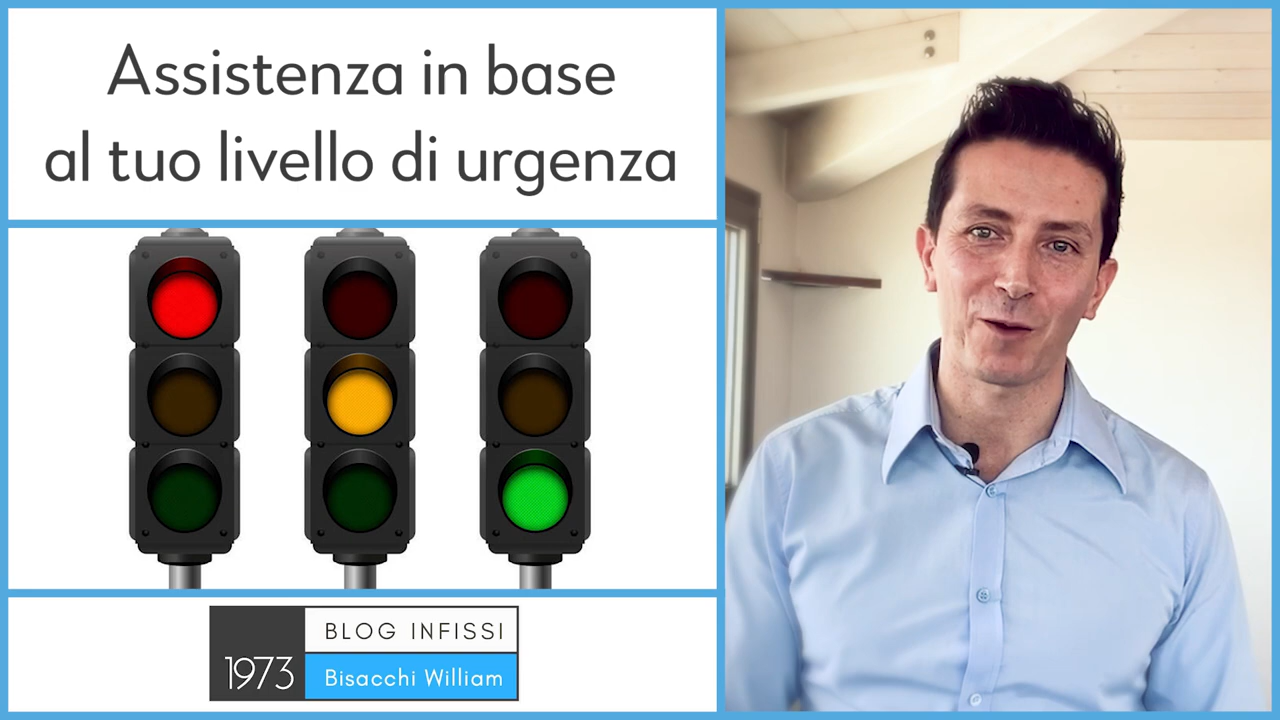 Assistenza in base
al tuo livello di urgenza
1973
BLOG INFISSI
Bisacchi William